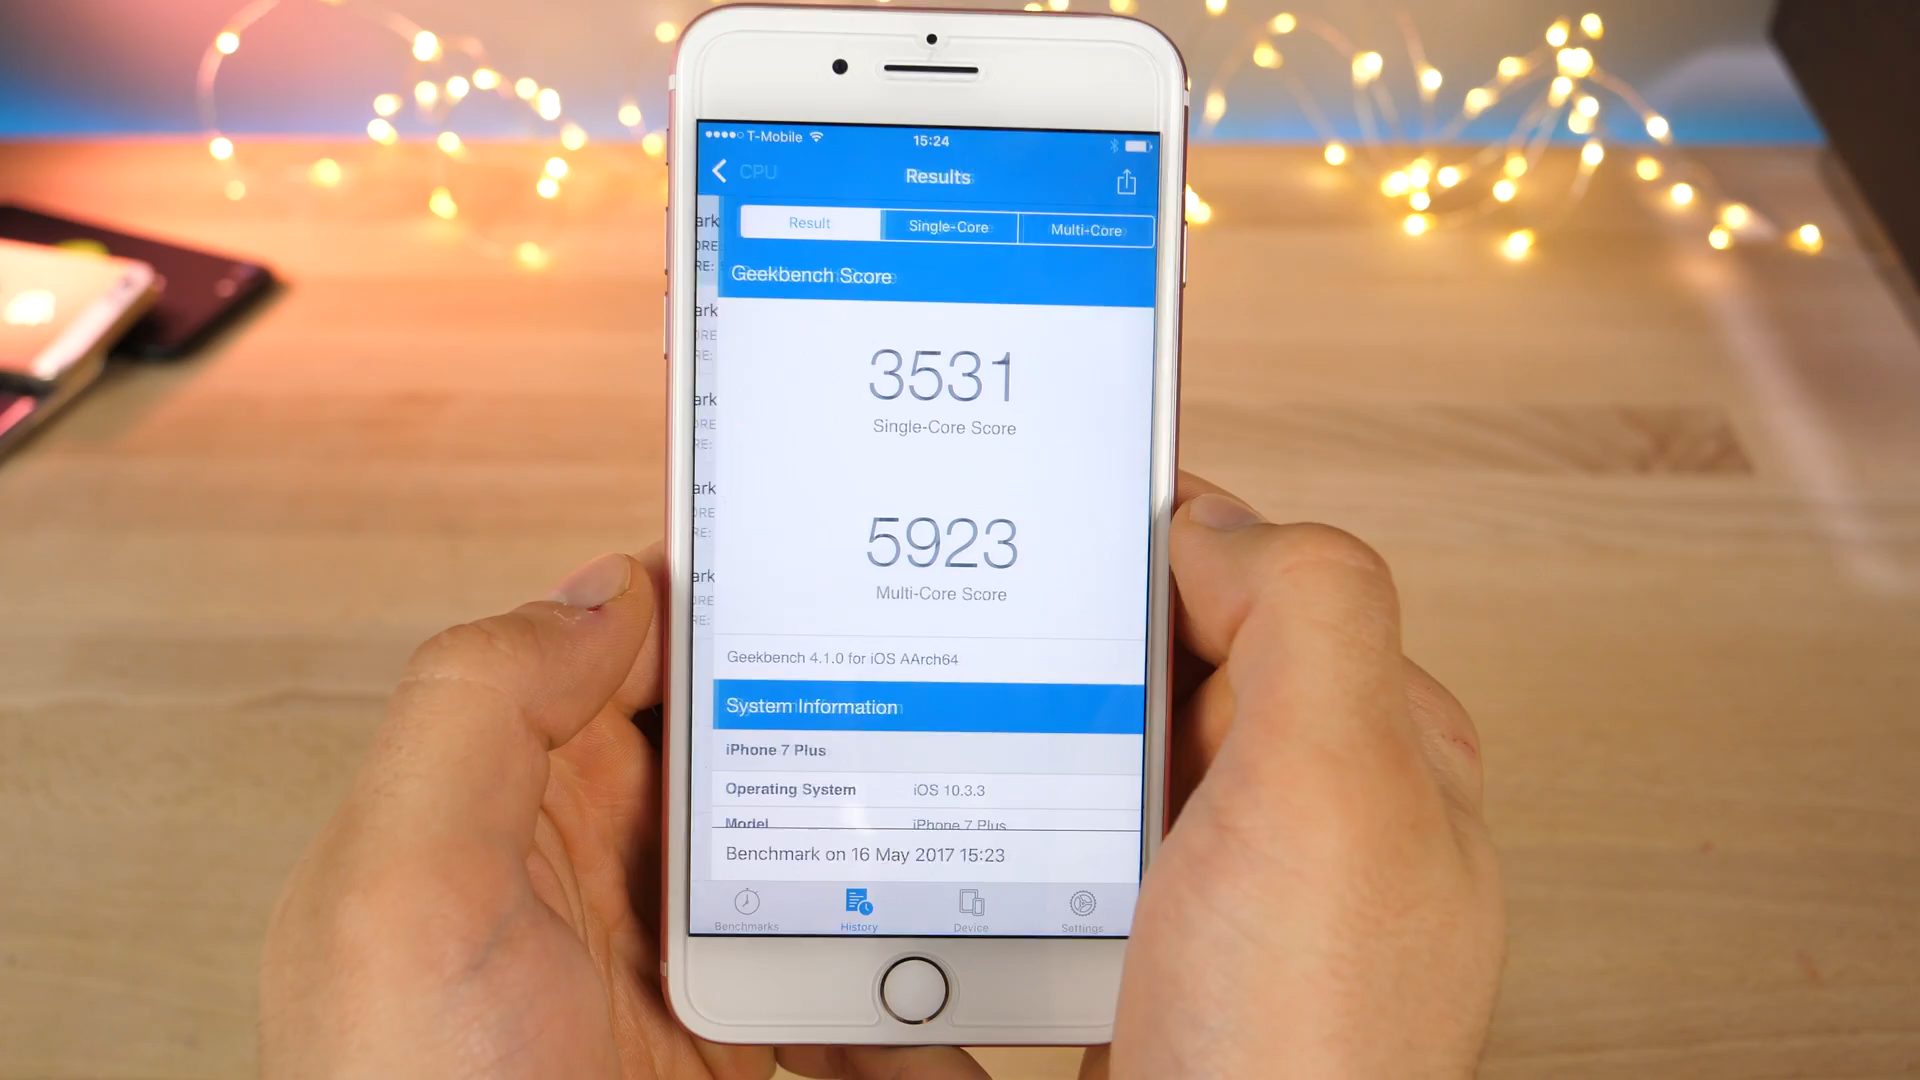 T-Mobile 15:24
CPU Results
Result Single-Core Multi-Core
Geekbench Score
3531
Single-Core Score
5923
Multi-Core Score
Geekbench 4.1.0 for iOS AArch64
System Information
iPhone 7 Plus
Operating System iOS 10.3.3
Model iPhone 7 Plus
Benchmark on 16 May 2017 15:23
Benchmarks History Device Settings